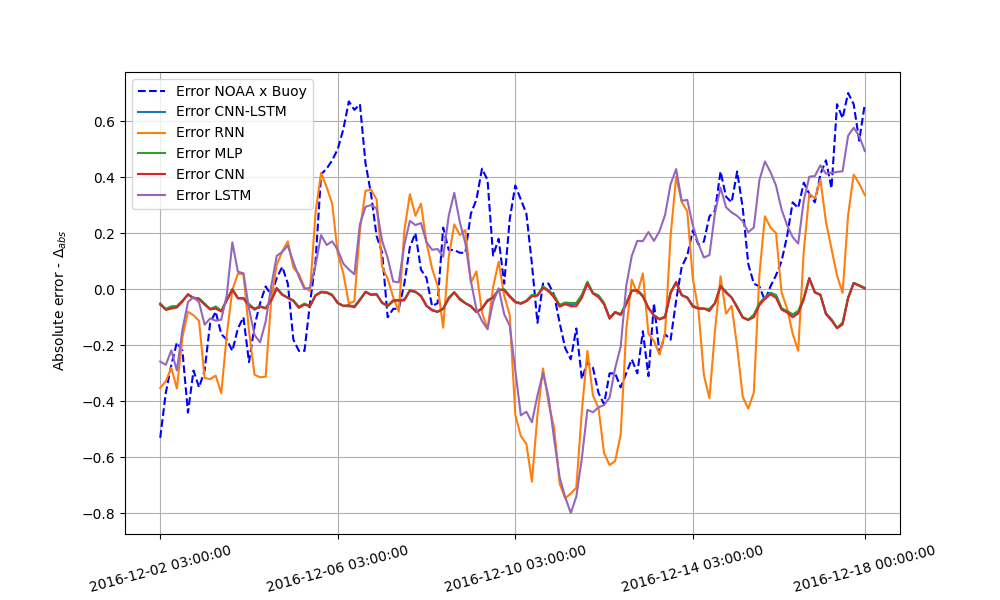 Error NOAA x Buoy
Error CNN-LSTM
Error RNN
Error MLP
Error CNN
Error LSTM
Absolute error - Δabs
0.6
0.4
0.2
0.0
−0.2
−0.4
−0.6
−0.8
2016-12-02 03:00:00
2016-12-06 03:00:00
2016-12-10 03:00:00
2016-12-14 03:00:00
2016-12-18 00:00:00